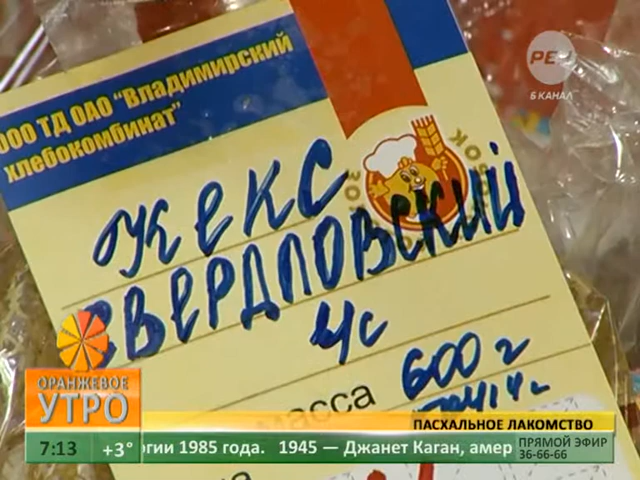 РЕН
6 КАНАЛ
ООО ТД ОАО "Владимирский
хлебокомбинат"
Кекс
Свердловский
масса 600 г
ОРАНЖЕВОЕ
УТРО
ПАСХАЛЬНОЕ ЛАКОМСТВО
7:13 +3° огии 1985 года. 1945 — Джанет Каган, амер
ПРЯМОЙ ЭФИР
36-66-66